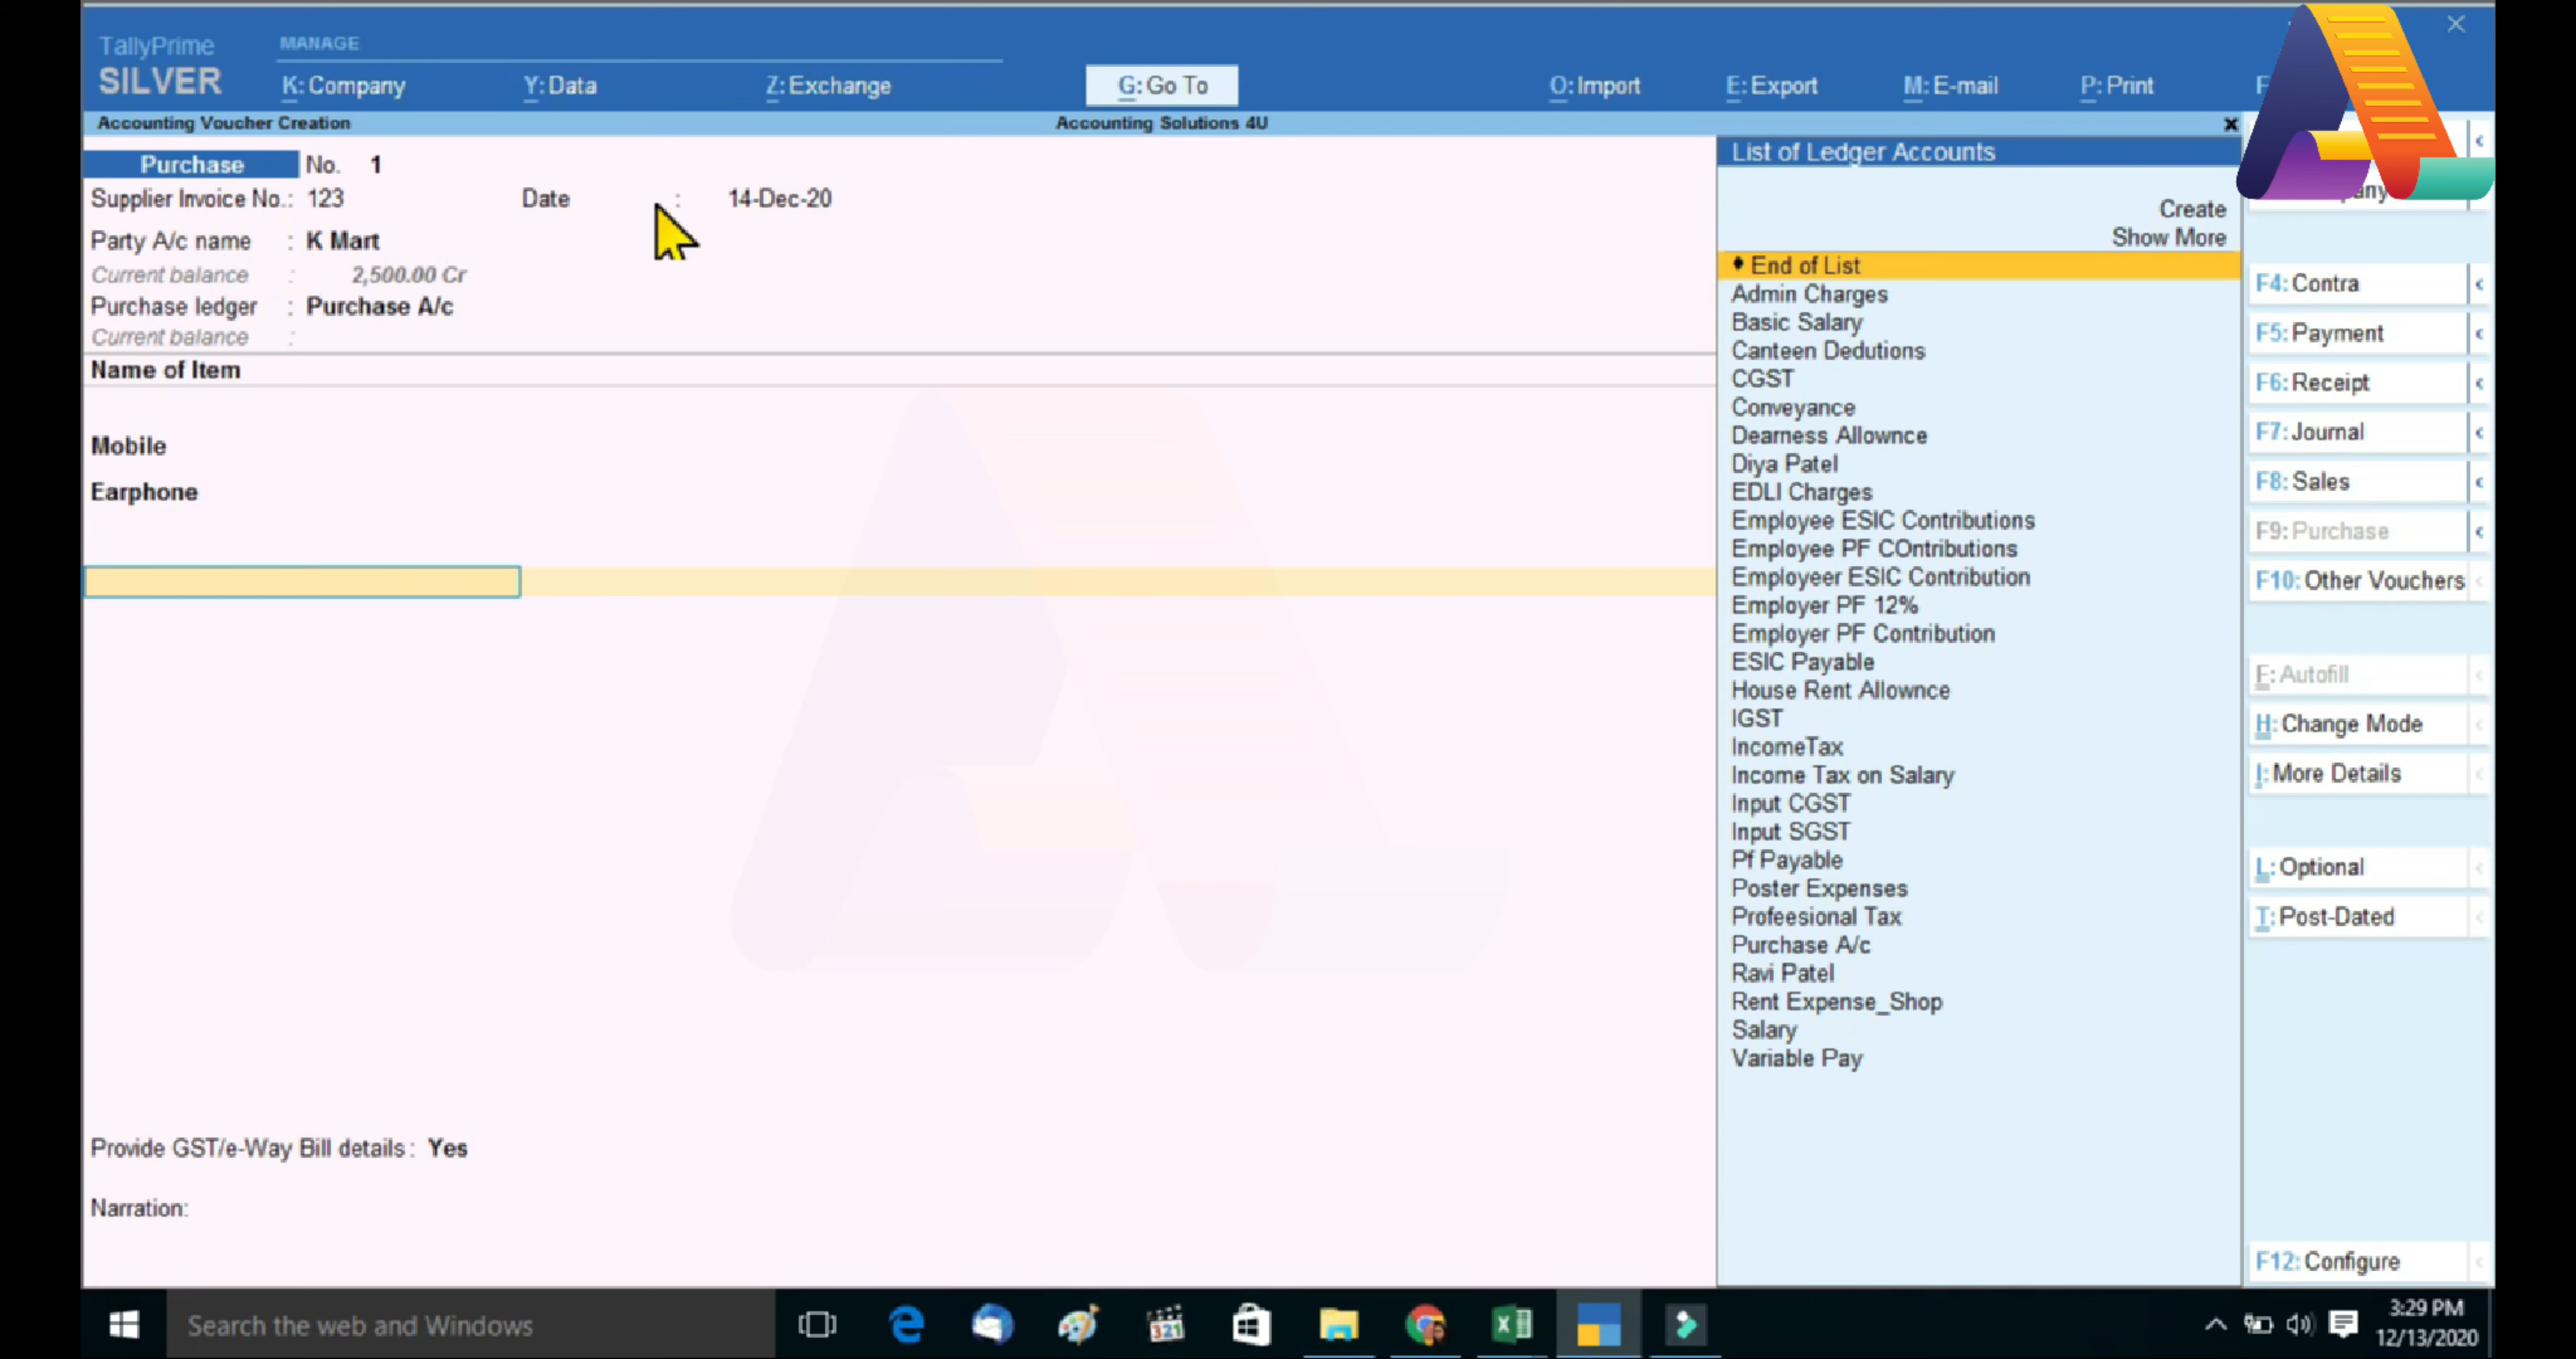 TallyPrime
SILVER
MANAGE
K: Company
Y: Data
Z: Exchange
G: Go To
O: Import
E: Export
M: E-mail
P: Print
Accounting Voucher Creation
Accounting Solutions 4U
Purchase No. 1
Supplier Invoice No.: 123 Date : 14-Dec-20
Party A/c name : K Mart
Current balance : 2,500.00 Cr
Purchase ledger : Purchase A/c
Current balance :
Name of Item
Mobile
Earphone
Provide GST/e-Way Bill details : Yes
Narration:
List of Ledger Accounts
Create
Show More
End of List
Admin Charges
Basic Salary
Canteen Dedutions
CGST
Conveyance
Dearness Allownce
Diya Patel
EDLI Charges
Employee ESIC Contributions
Employee PF COntributions
Employeer ESIC Contribution
Employer PF 12%
Employer PF Contribution
ESIC Payable
House Rent Allownce
IGST
IncomeTax
Income Tax on Salary
Input CGST
Input SGST
Pf Payable
Poster Expenses
Profeesional Tax
Purchase A/c
Ravi Patel
Rent Expense_Shop
Salary
Variable Pay
F4: Contra
F5: Payment
F6: Receipt
F7: Journal
F8: Sales
F9: Purchase
F10: Other Vouchers
F: Autofill
H: Change Mode
I: More Details
L: Optional
T: Post-Dated
F12: Configure
Search the web and Windows
321
3:29 PM
12/13/2020